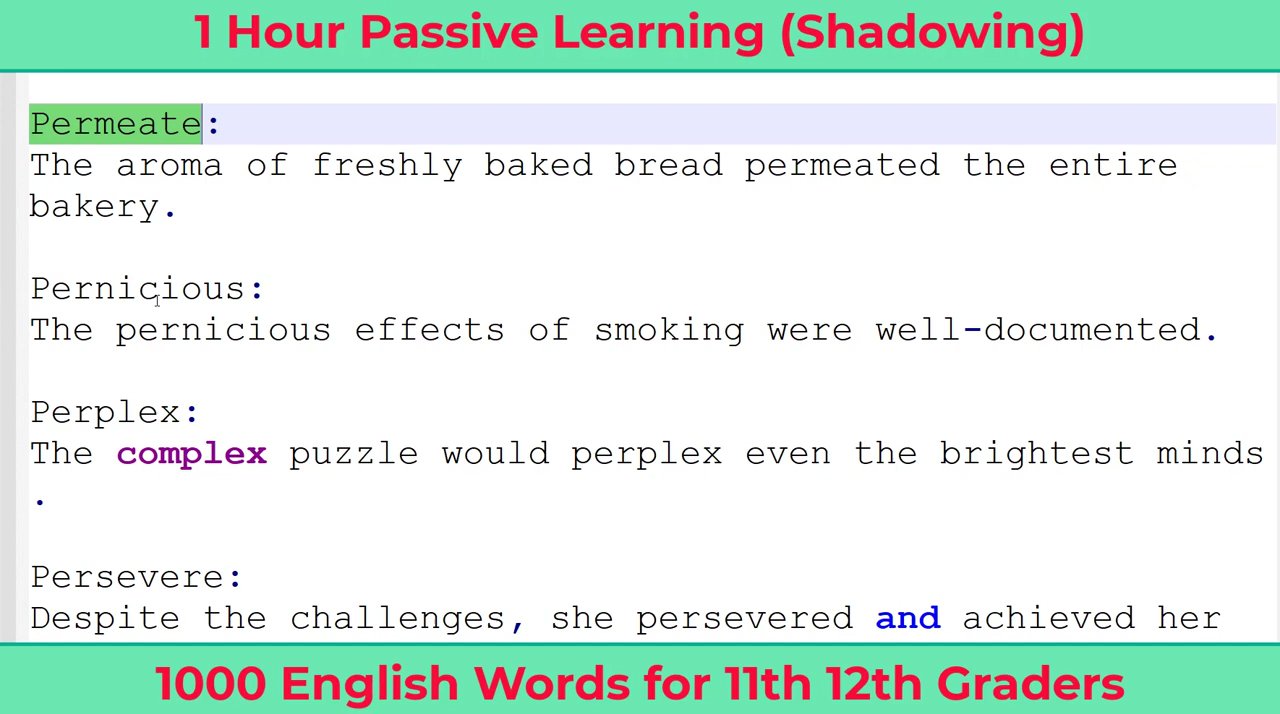 1 Hour Passive Learning (Shadowing)
Permeate:
The aroma of freshly baked bread permeated the entire
bakery.
Pernicious:
The pernicious effects of smoking were well-documented.
Perplex:
The complex puzzle would perplex even the brightest minds
.
Persevere:
Despite the challenges, she persevered and achieved her
1000 English Words for 11th 12th Graders